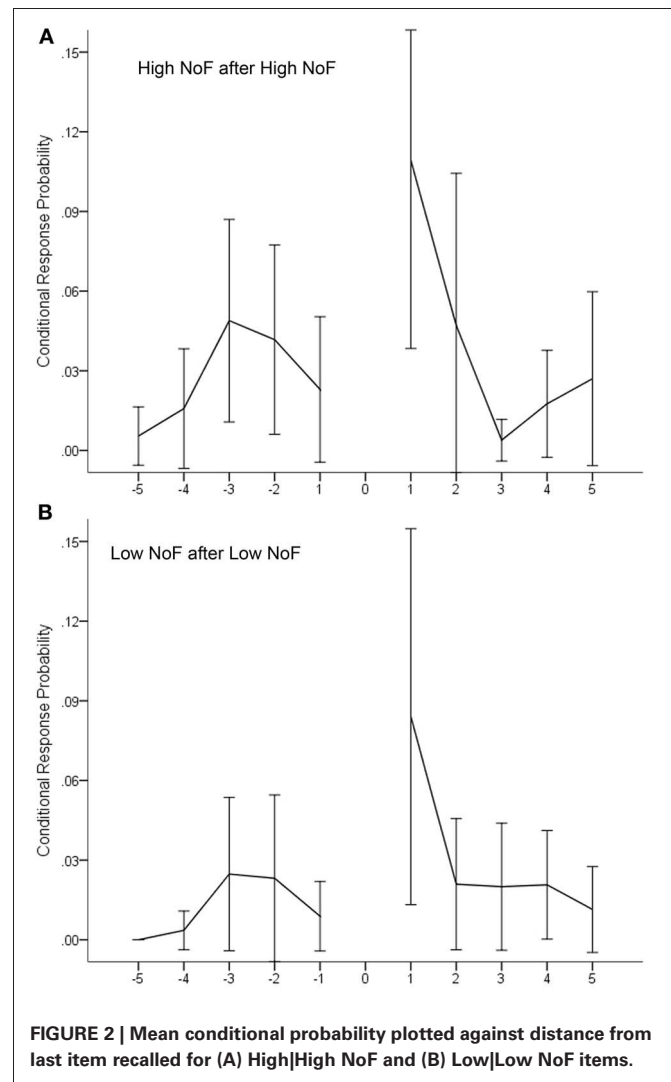 A
.15
High NoF after High NoF
.12
.09
.06
.03
.00
Conditional Response Probability
-5 -4 -3 -2 1 0 1 2 3 4 5
B
.15
Low NoF after Low NoF
.12
.09
.06
.03
.00
Conditional Response Probability
-5 -4 -3 -2 -1 0 1 2 3 4 5
FIGURE 2 | Mean conditional probability plotted against distance from
last item recalled for (A) High|High NoF and (B) Low|Low NoF items.